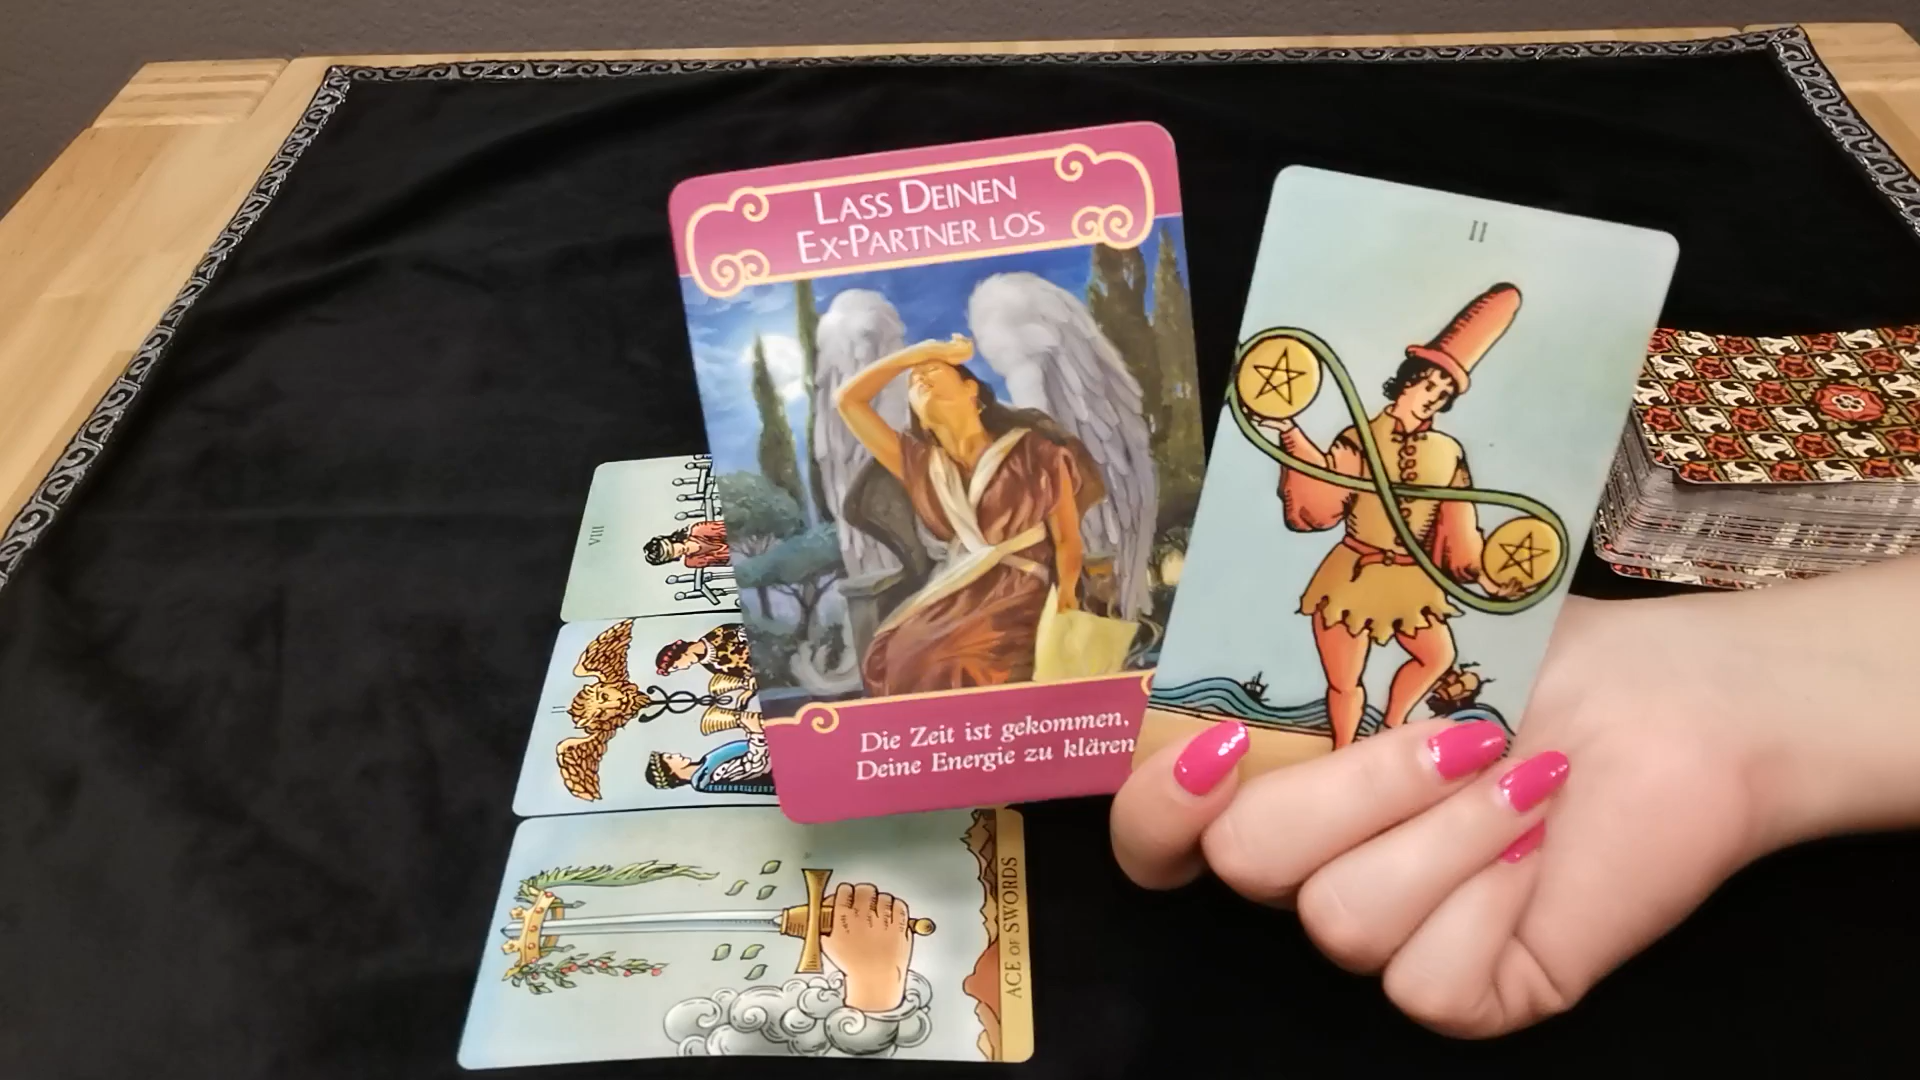 LASS DEINEN
EX-PARTNER LOS
Die Zeit ist gekommen,
Deine Energie zu klären
II
VIII
II
ACE OF SWORDS